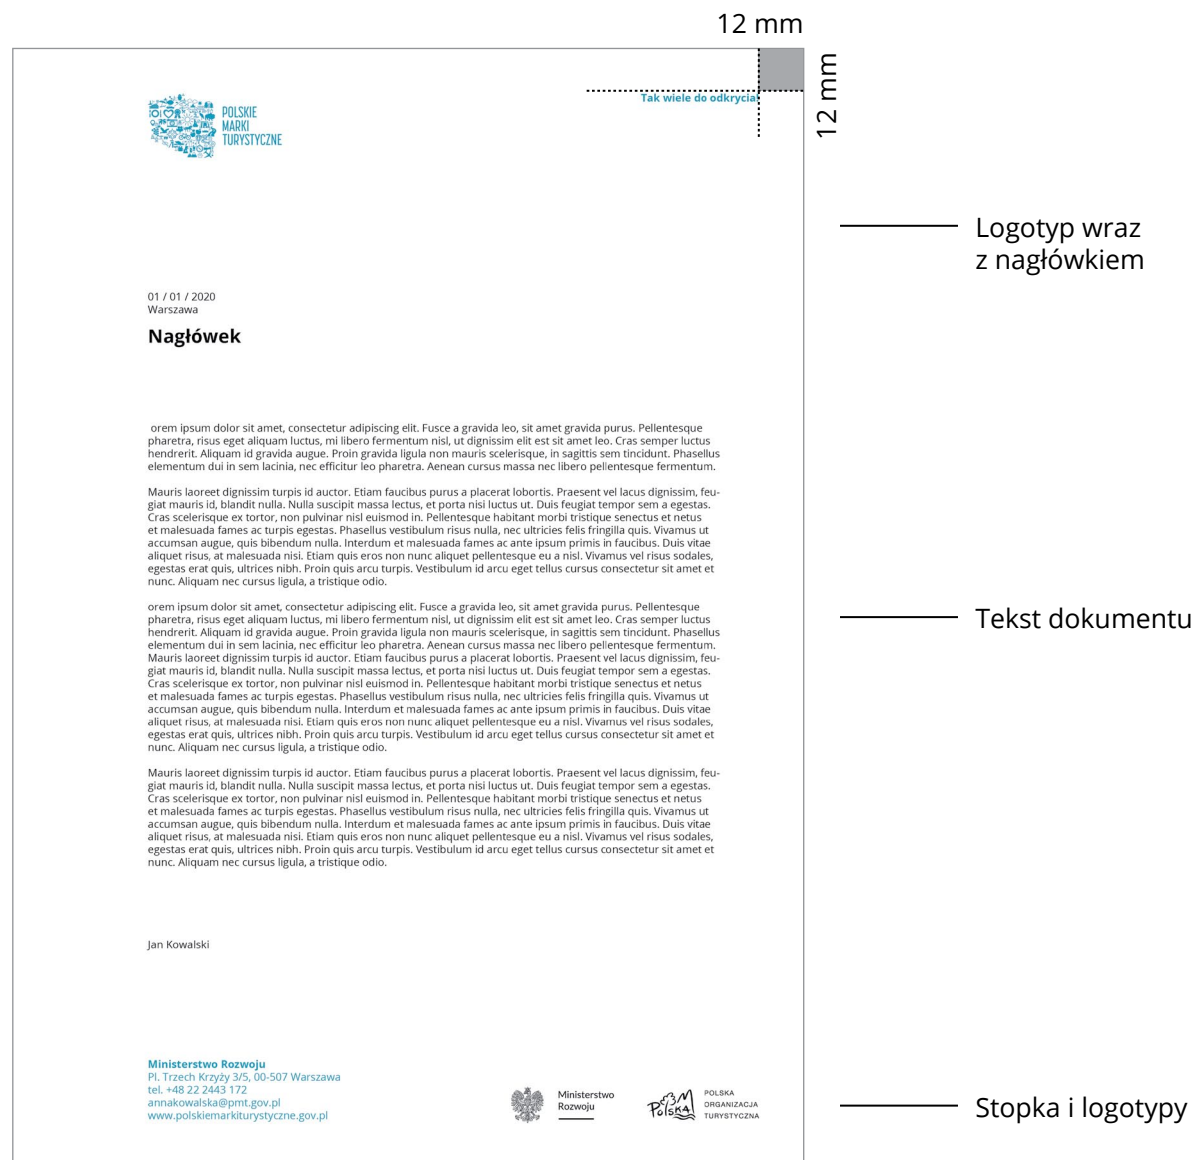 12 mm
12 mm
POLSKIE
MARKI
TURYSTYCZNE
Tak wiele do odkrycia!
Logotyp wraz
z nagłówkiem
01 / 01 / 2020
Warszawa
Nagłówek
orem ipsum dolor sit amet, consectetur adipiscing elit. Fusce a gravida leo, sit amet gravida purus. Pellentesque
pharetra, risus eget aliquam luctus, mi libero fermentum nisl, ut dignissim elit est sit amet leo. Cras semper luctus
hendrerit. Aliquam id gravida augue. Proin gravida ligula non mauris scelerisque, in sagittis sem tincidunt. Phasellus
elementum dui in sem lacinia, nec efficitur leo pharetra. Aenean cursus massa nec libero pellentesque fermentum.
Mauris laoreet dignissim turpis id auctor. Etiam faucibus purus a placerat lobortis. Praesent vel lacus dignissim, feu-
giat mauris id, blandit nulla. Nulla suscipit massa lectus, et porta nisi luctus ut. Duis feugiat tempor sem a egestas.
Cras scelerisque ex tortor, non pulvinar nisl euismod in. Pellentesque habitant morbi tristique senectus et netus
et malesuada fames ac turpis egestas. Phasellus vestibulum risus nulla, nec ultricies felis fringilla quis. Vivamus ut
accumsan augue, quis bibendum nulla. Interdum et malesuada fames ac ante ipsum primis in faucibus. Duis vitae
aliquet risus, at malesuada nisi. Etiam quis eros non nunc aliquet pellentesque eu a nisl. Vivamus vel risus sodales,
egestas erat quis, ultrices nibh. Proin quis arcu turpis. Vestibulum id arcu eget tellus cursus consectetur sit amet et
nunc. Aliquam nec cursus ligula, a tristique odio.
orem ipsum dolor sit amet, consectetur adipiscing elit. Fusce a gravida leo, sit amet gravida purus. Pellentesque
pharetra, risus eget aliquam luctus, mi libero fermentum nisl, ut dignissim elit est sit amet leo. Cras semper luctus
hendrerit. Aliquam id gravida augue. Proin gravida ligula non mauris scelerisque, in sagittis sem tincidunt. Phasellus
elementum dui in sem lacinia, nec efficitur leo pharetra. Aenean cursus massa nec libero pellentesque fermentum.
Mauris laoreet dignissim turpis id auctor. Etiam faucibus purus a placerat lobortis. Praesent vel lacus dignissim, feu-
giat mauris id, blandit nulla. Nulla suscipit massa lectus, et porta nisi luctus ut. Duis feugiat tempor sem a egestas.
Cras scelerisque ex tortor, non pulvinar nisl euismod in. Pellentesque habitant morbi tristique senectus et netus
et malesuada fames ac turpis egestas. Phasellus vestibulum risus nulla, nec ultricies felis fringilla quis. Vivamus ut
accumsan augue, quis bibendum nulla. Interdum et malesuada fames ac ante ipsum primis in faucibus. Duis vitae
aliquet risus, at malesuada nisi. Etiam quis eros non nunc aliquet pellentesque eu a nisl. Vivamus vel risus sodales,
egestas erat quis, ultrices nibh. Proin quis arcu turpis. Vestibulum id arcu eget tellus cursus consectetur sit amet et
nunc. Aliquam nec cursus ligula, a tristique odio.
Tekst dokumentu
Mauris laoreet dignissim turpis id auctor. Etiam faucibus purus a placerat lobortis. Praesent vel lacus dignissim, feu-
giat mauris id, blandit nulla. Nulla suscipit massa lectus, et porta nisi luctus ut. Duis feugiat tempor sem a egestas.
Cras scelerisque ex tortor, non pulvinar nisl euismod in. Pellentesque habitant morbi tristique senectus et netus
et malesuada fames ac turpis egestas. Phasellus vestibulum risus nulla, nec ultricies felis fringilla quis. Vivamus ut
accumsan augue, quis bibendum nulla. Interdum et malesuada fames ac ante ipsum primis in faucibus. Duis vitae
aliquet risus, at malesuada nisi. Etiam quis eros non nunc aliquet pellentesque eu a nisl. Vivamus vel risus sodales,
egestas erat quis, ultrices nibh. Proin quis arcu turpis. Vestibulum id arcu eget tellus cursus consectetur sit amet et
nunc. Aliquam nec cursus ligula, a tristique odio.
Jan Kowalski
Ministerstwo Rozwoju
Pl. Trzech Krzyży 3/5, 00-507 Warszawa
tel. +48 22 2443 172
annakowalska@pmt.gov.pl
www.polskiemarkiturystyczne.gov.pl
Ministerstwo
Rozwoju
Polska
POLSKA
ORGANIZACJA
TURYSTYCZNA
Stopka i logotypy